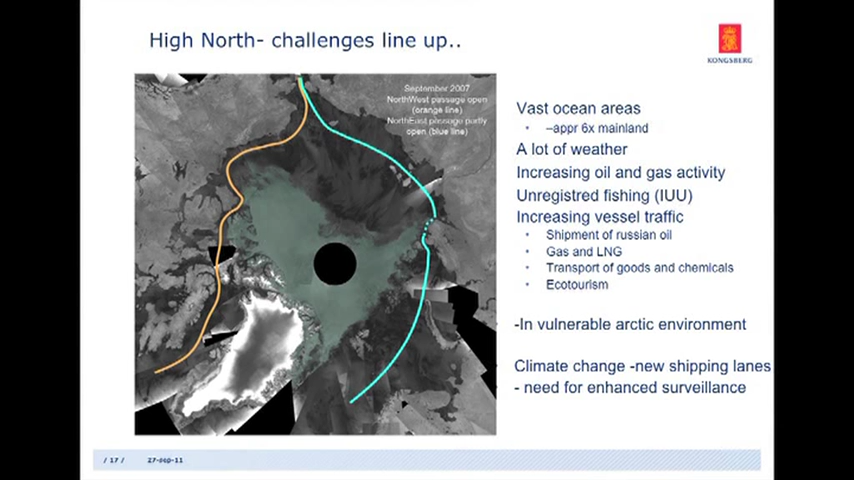 High North- challenges line up..
KONGSBERG
September 2007
NorthWest passage open
(orange line)
NorthEast passage partly
open (blue line)
Vast ocean areas
• –appr 6x mainland
A lot of weather
Increasing oil and gas activity
Unregistred fishing (IUU)
Increasing vessel traffic
• Shipment of russian oil
• Gas and LNG
• Transport of goods and chemicals
• Ecotourism
-In vulnerable arctic environment
Climate change -new shipping lanes
- need for enhanced surveillance
/ 17 / 27-sep-11